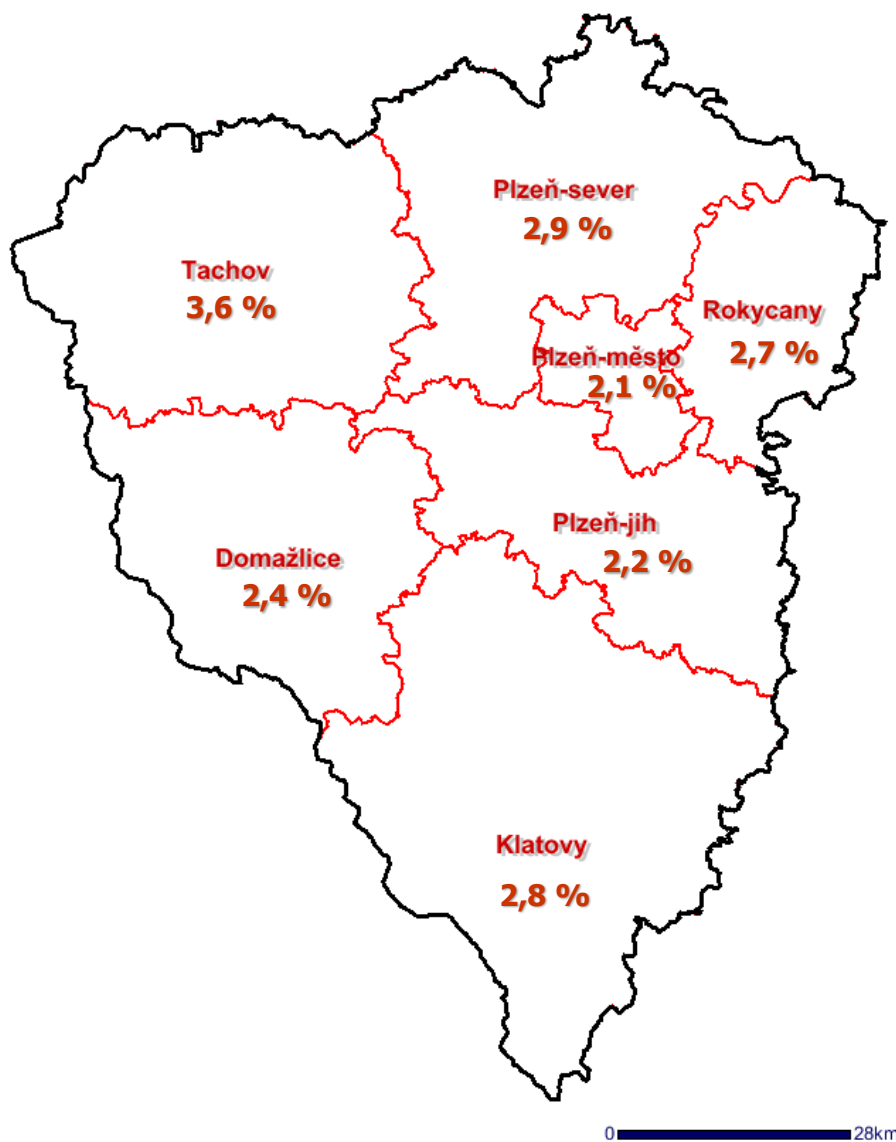 Plzeň-sever
2,9 %
Tachov
3,6 %
Rokycany
2,7 %
Plzeň-město
2,1 %
Plzeň-jih
2,2 %
Domažlice
2,4 %
Klatovy
2,8 %
0 28km